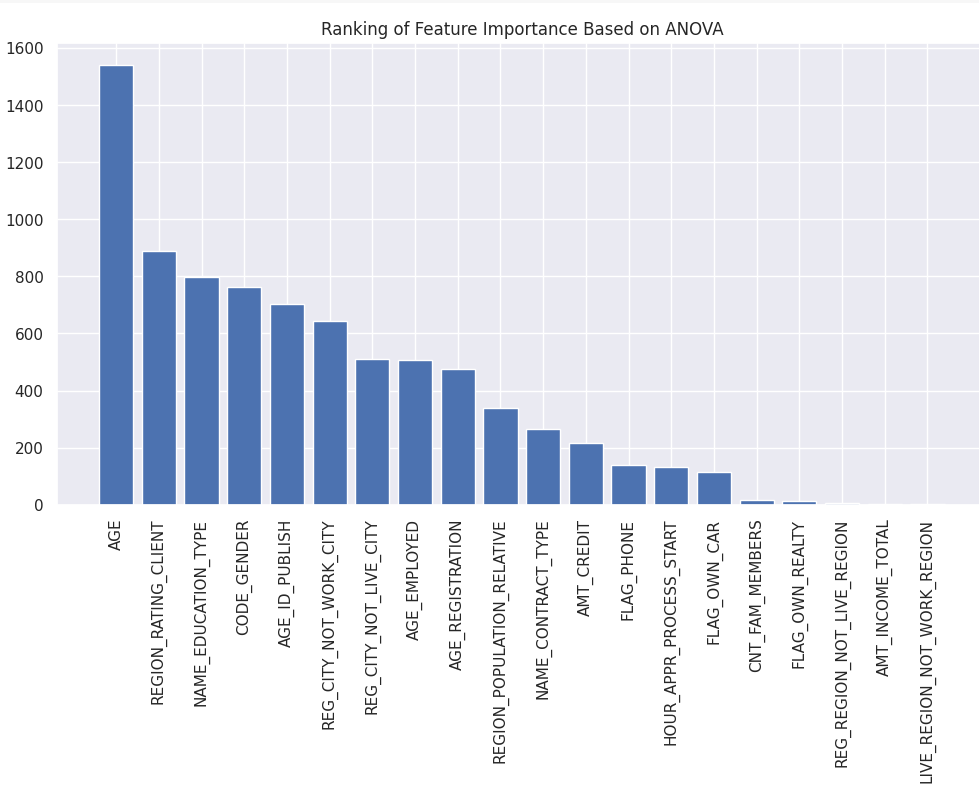 Ranking of Feature Importance Based on ANOVA
1600
1400
1200
1000
800
600
400
200
0
AGE
REGION_RATING_CLIENT
NAME_EDUCATION_TYPE
CODE_GENDER
AGE_ID_PUBLISH
REG_CITY_NOT_WORK_CITY
REG_CITY_NOT_LIVE_CITY
AGE_EMPLOYED
AGE_REGISTRATION
REGION_POPULATION_RELATIVE
NAME_CONTRACT_TYPE
AMT_CREDIT
FLAG_PHONE
HOUR_APPR_PROCESS_START
FLAG_OWN_CAR
CNT_FAM_MEMBERS
FLAG_OWN_REALTY
REG_REGION_NOT_LIVE_REGION
AMT_INCOME_TOTAL
LIVE_REGION_NOT_WORK_REGION